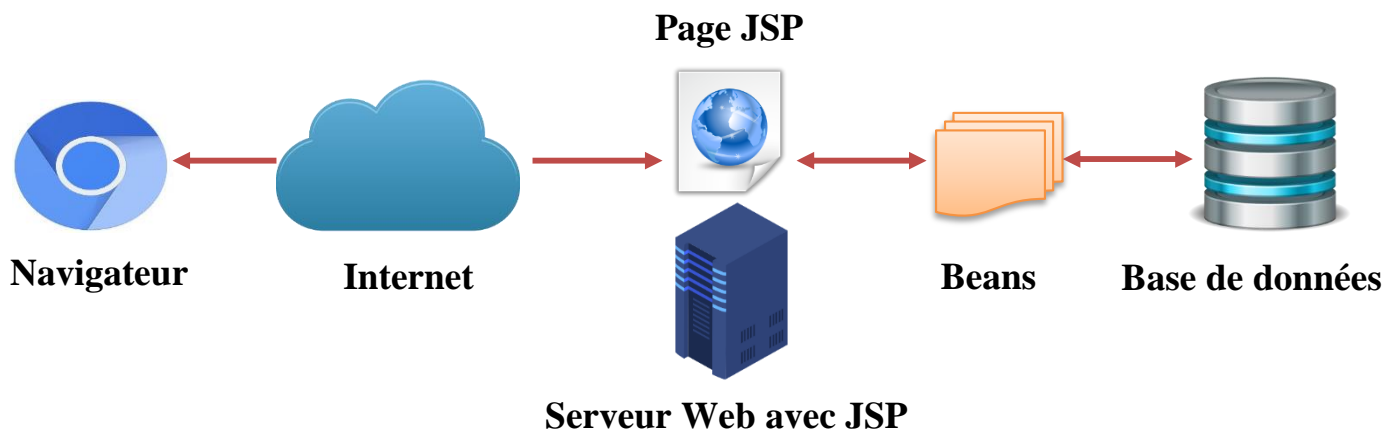 Page JSP
Navigateur
Internet
Beans
Base de données
Serveur Web avec JSP